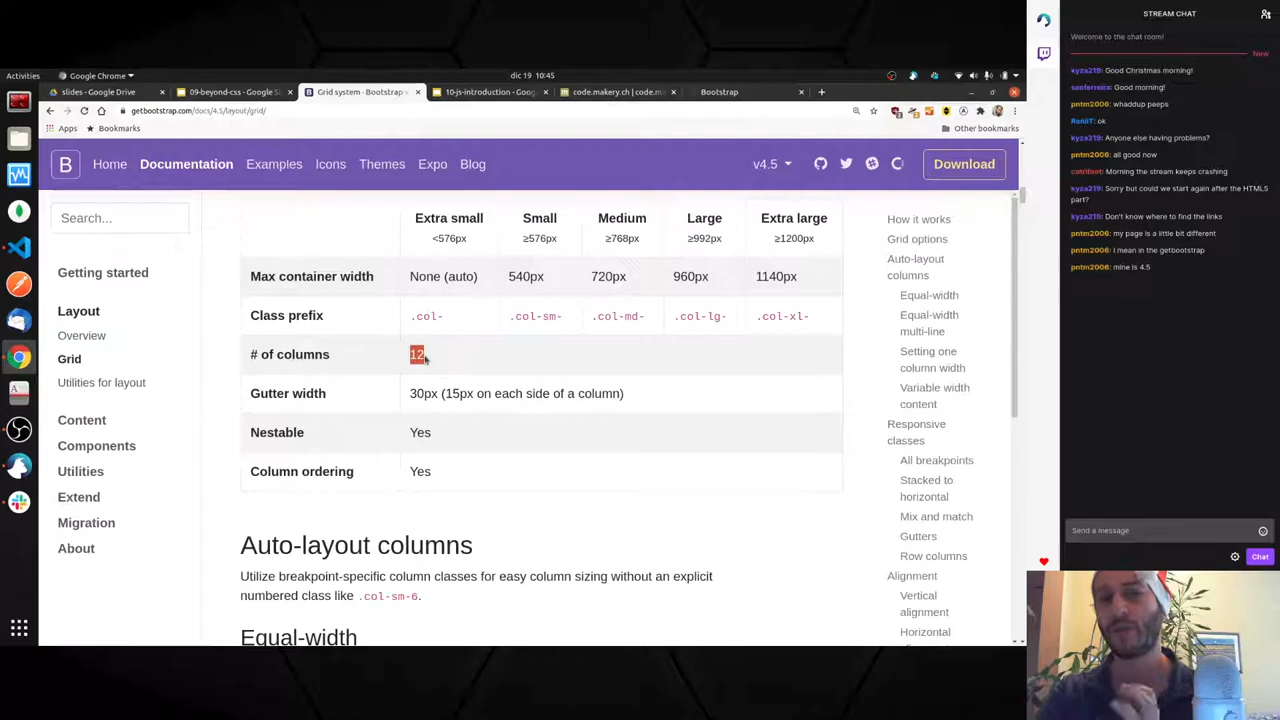 STREAM CHAT
Activities
Google Chrome
dic 19 10:45
slides - Google Drive
09-beyond-css - Google Sl
Grid system · Bootstrap v
10-js-introduction - Goog
code.makery.ch | code.m
Bootstrap
getbootstrap.com/docs/4.5/layout/grid/
Apps
Bookmarks
Other bookmarks
B
Home
Documentation
Examples
Icons
Themes
Expo
Blog
v4.5
Download
Search...
Getting started
Layout
Overview
Grid
Utilities for layout
Content
Components
Utilities
Extend
Migration
About
Extra small
<576px
Small
≥576px
Medium
≥768px
Large
≥992px
Extra large
≥1200px
Max container width
None (auto)
540px
720px
960px
1140px
Class prefix
.col-
.col-sm-
.col-md-
.col-lg-
.col-xl-
# of columns
12
Gutter width
30px (15px on each side of a column)
Nestable
Yes
Column ordering
Yes
Auto-layout columns
Utilize breakpoint-specific column classes for easy column sizing without an explicit
numbered class like .col-sm-6.
Equal-width
How it works
Grid options
Auto-layout
columns
Equal-width
Equal-width
multi-line
Setting one
column width
Variable width
content
Responsive
classes
All breakpoints
Stacked to
horizontal
Mix and match
Gutters
Row columns
Alignment
Vertical
alignment
Horizontal
Welcome to the chat room!
New
kyza219: Good Christmas morning!
suoferreira: Good morning!
pntm2006: whaddup peeps
RaniiT: ok
kyza219: Anyone else having problems?
pntm2006: all good now
catrifoot: Morning the stream keeps crashing
kyza219: Sorry but could we start again after the HTML5
part?
kyza219: Don't know where to find the links
pntm2006: my page is a little bit different
pntm2006: I mean in the getbootstrap
pntm2006: mine is 4.5
Send a message
Chat